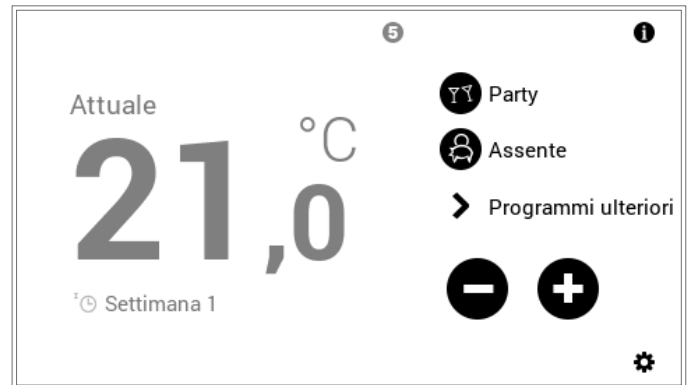 5
Attuale
21,0 °C
Settimana 1
Party
Assente
Programmi ulteriori